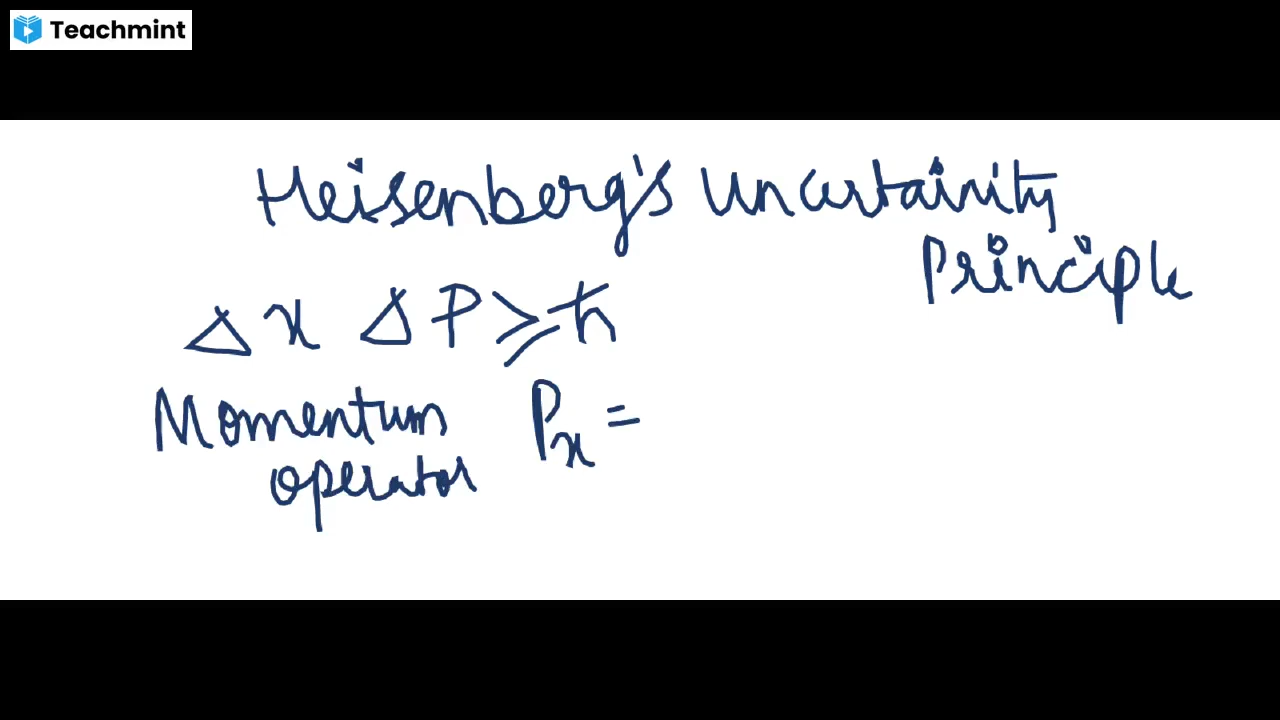 Teachmint
Heisenberg's Uncertainity
Principle
Δx ΔP ≥ ħ
Momentum Px =
operator